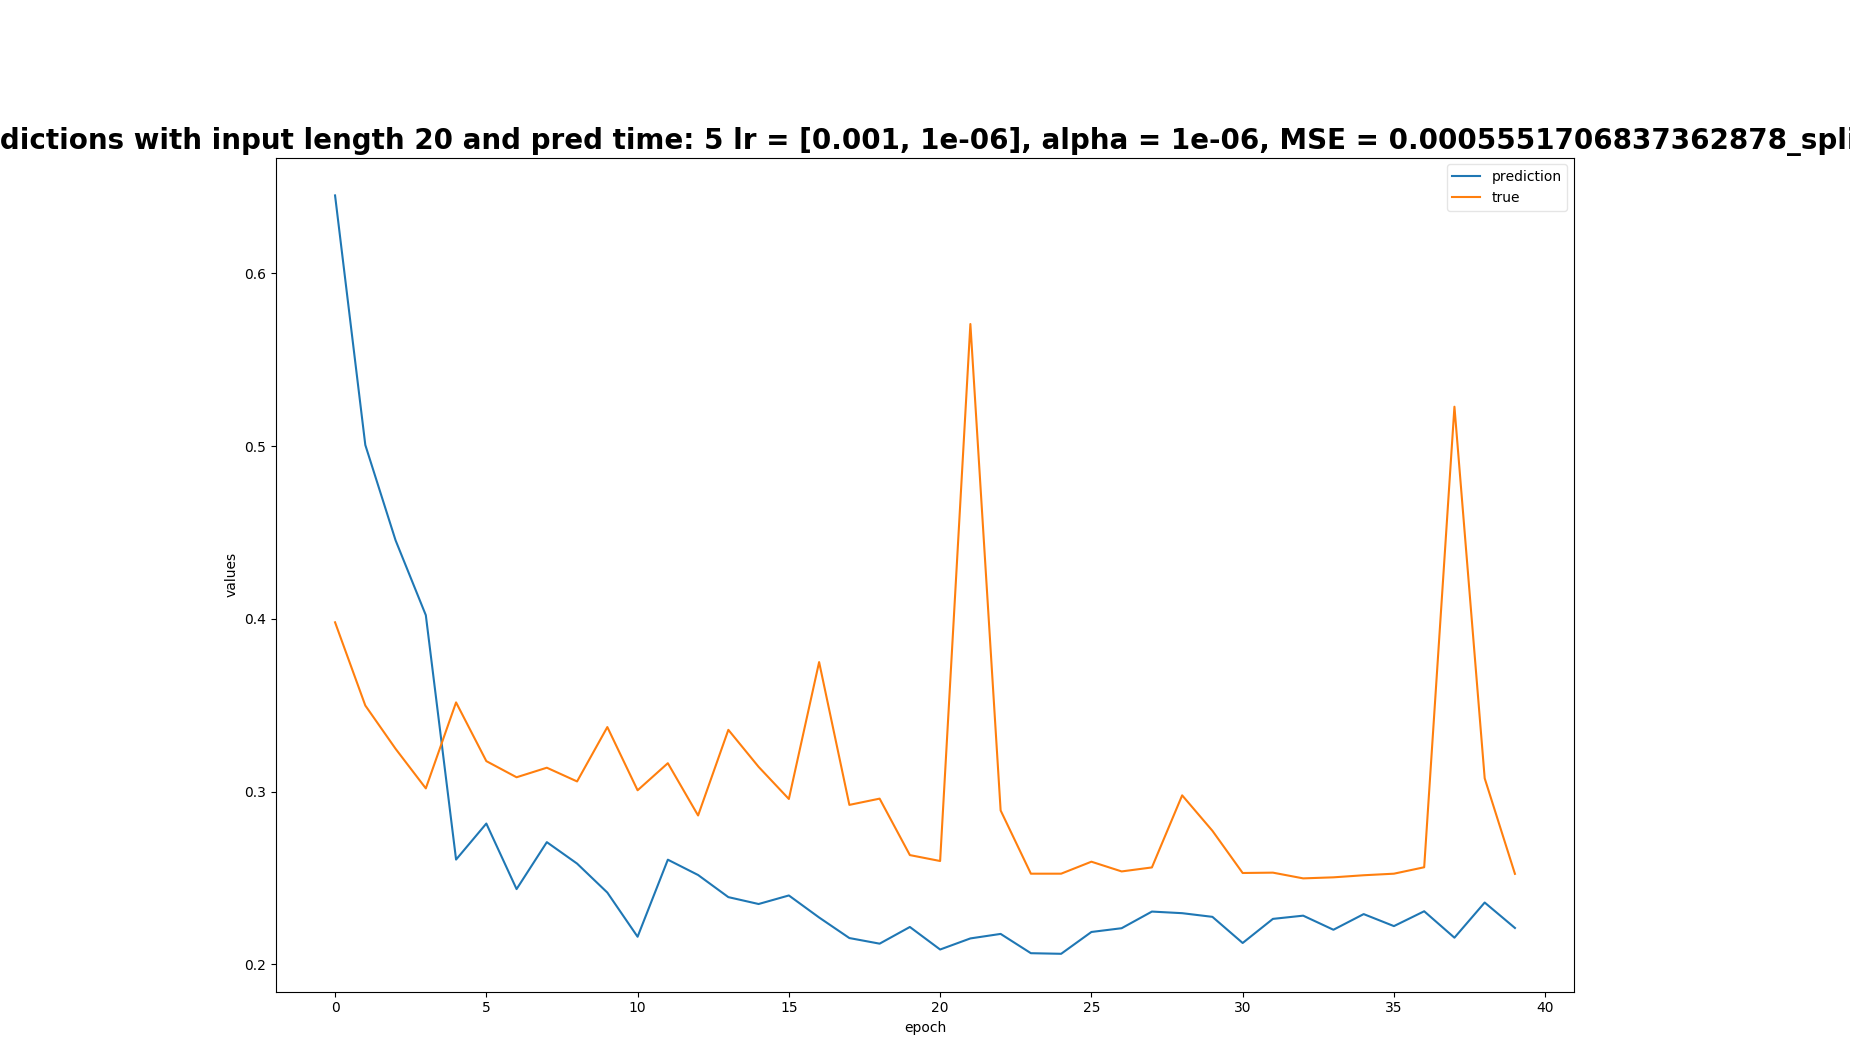 dictions with input length 20 and pred time: 5 lr = [0.001, 1e-06], alpha = 1e-06, MSE = 0.0005551706837362878_spli
prediction
true
0.6
0.5
0.4
0.3
0.2
values
0 5 10 15 20 25 30 35 40
epoch